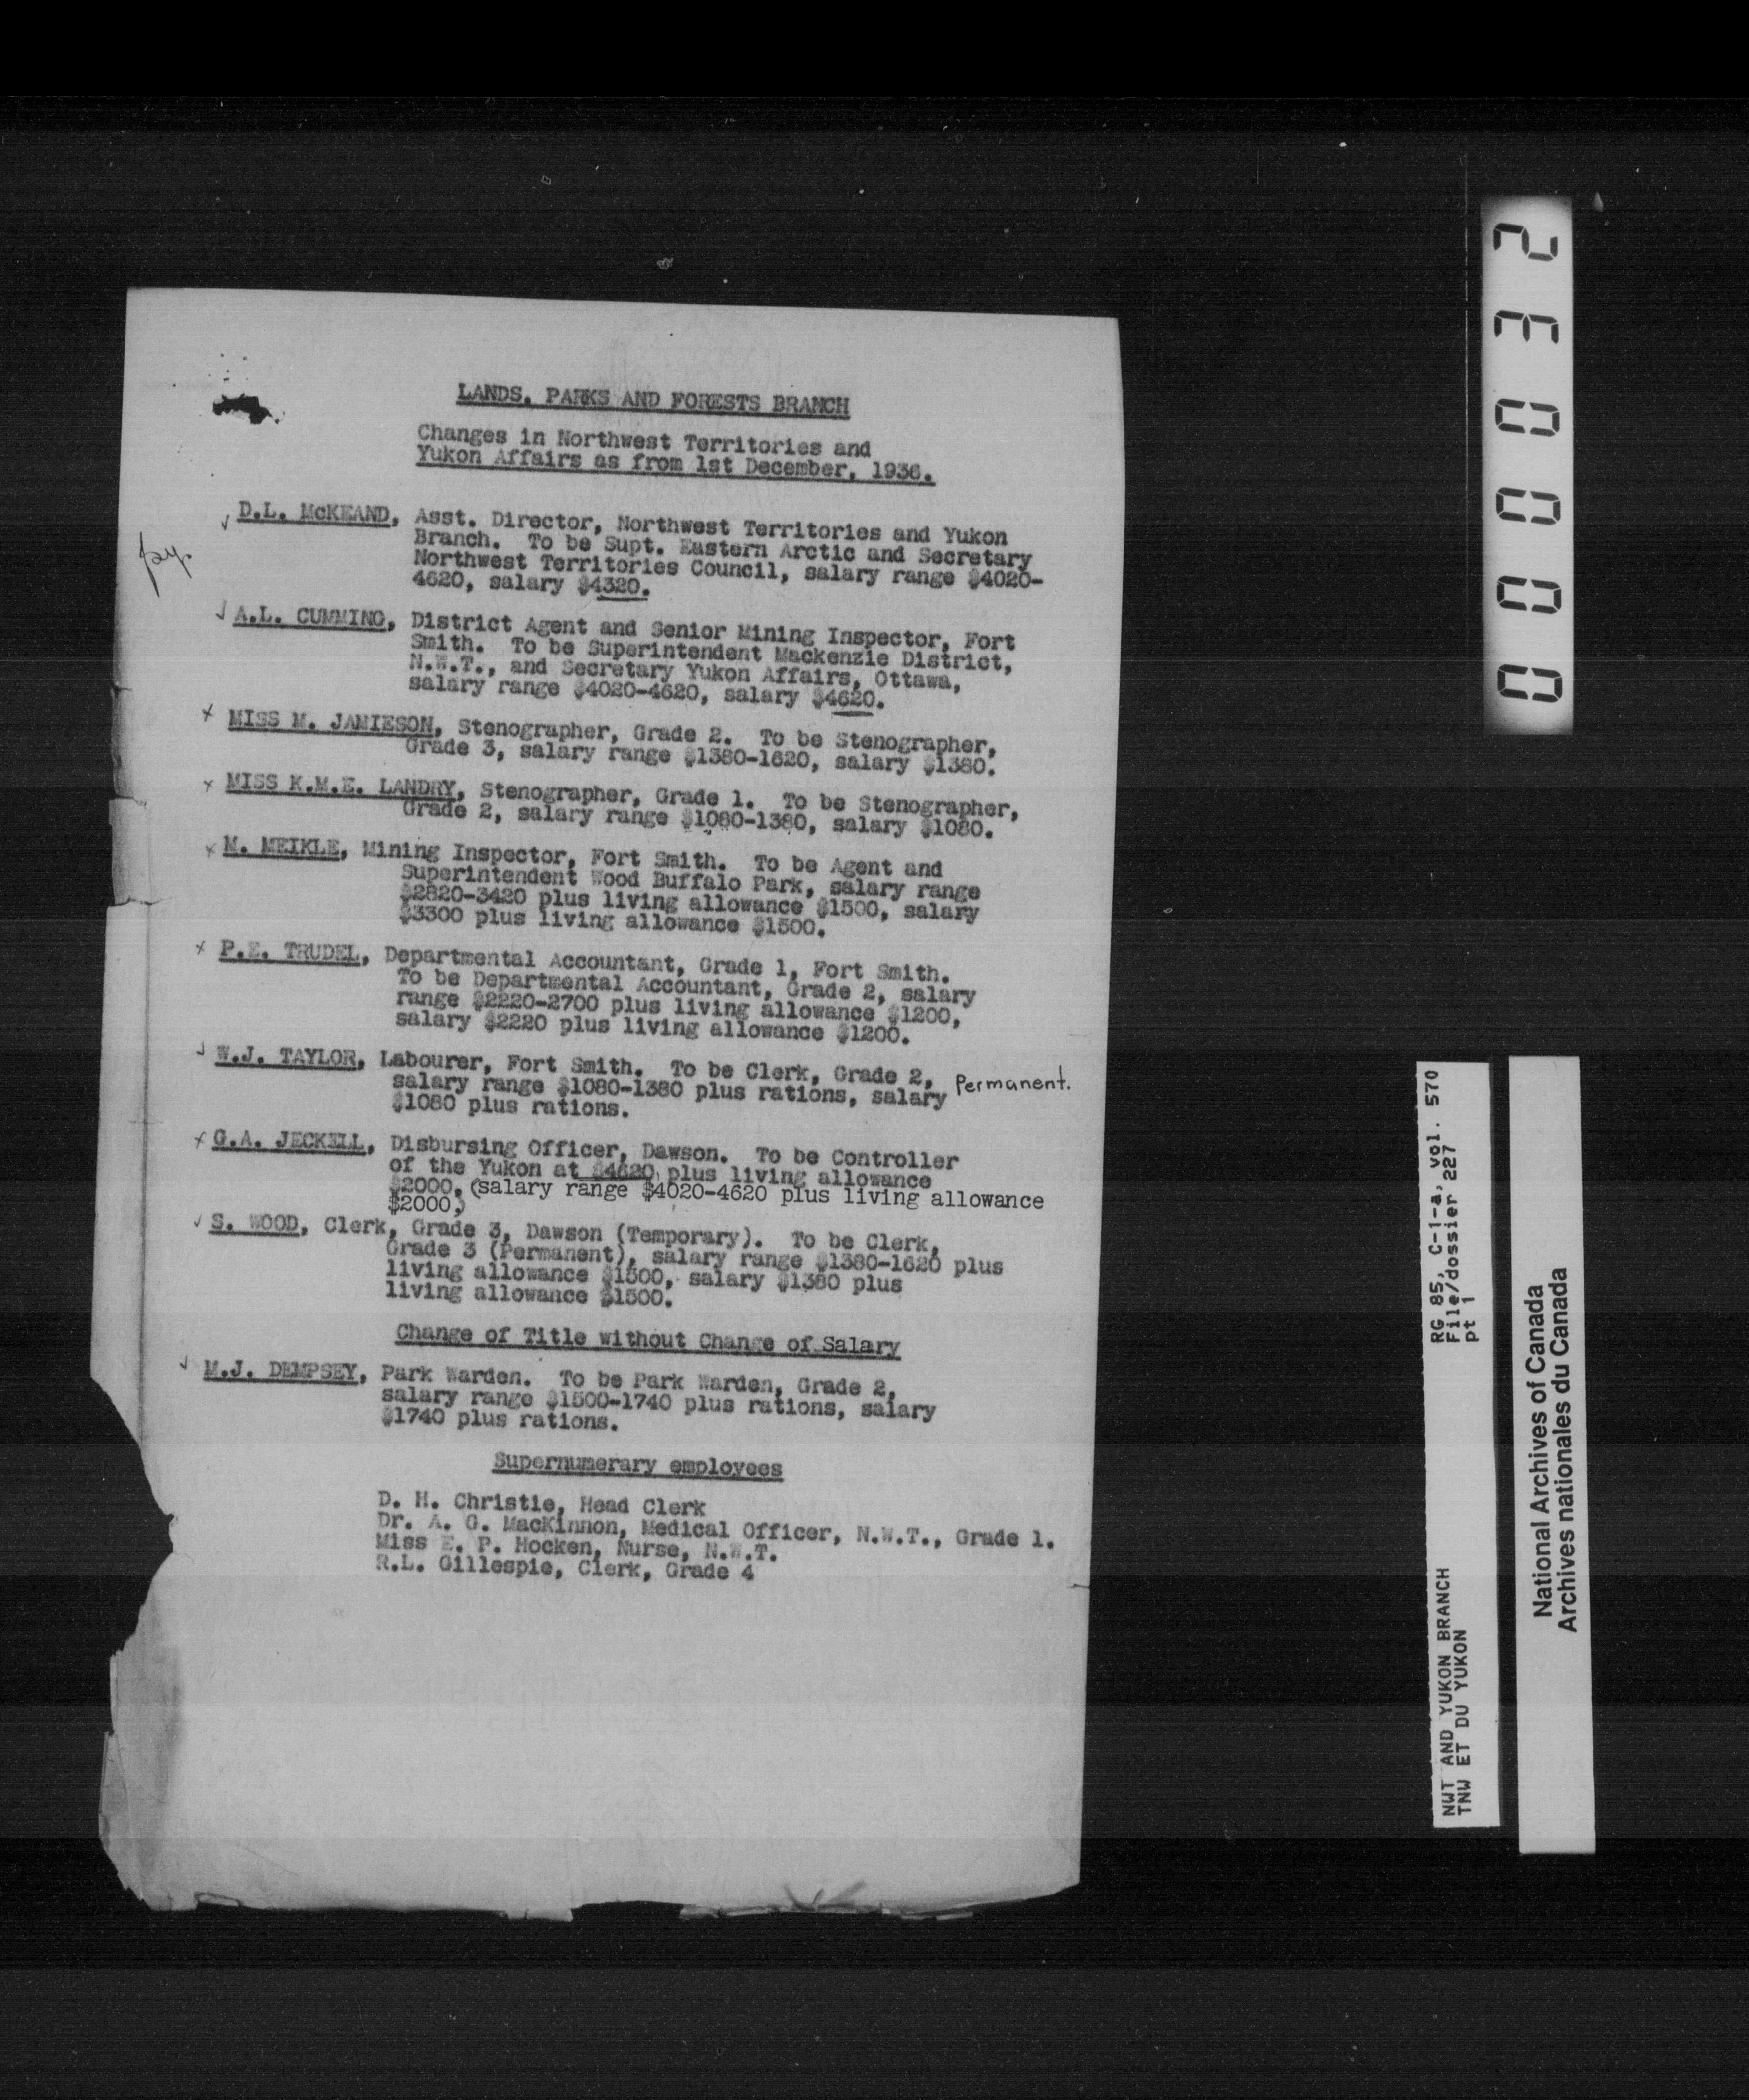 LANDS, PARKS AND FORESTS BRANCH
Changes in Northwest Territories and
Yukon Affairs as from 1st December, 1936.
D.L. McKEAND, Asst. Director, Northwest Territories and Yukon
Branch. To be Supt. Eastern Arctic and Secretary
Northwest Territories Council, salary range $4020-
4620, salary $4320.
A.L. CUMMING, District Agent and Senior Mining Inspector, Fort
Smith. To be Superintendent Mackenzie District,
N.W.T., and Secretary Yukon Affairs, Ottawa,
salary range $4020-4620, salary $4620.
MISS M. JAMIESON, Stenographer, Grade 2. To be Stenographer,
Grade 3, salary range $1380-1620, salary $1380.
MISS K.M.E. LANDRY, Stenographer, Grade 1. To be Stenographer,
Grade 2, salary range $1080-1380, salary $1080.
M. MEIKLE, Mining Inspector, Fort Smith. To be Agent and
Superintendent Wood Buffalo Park, salary range
$2820-3420 plus living allowance $1500, salary
$3300 plus living allowance $1500.
P.E. TRUDEL, Departmental Accountant, Grade 1, Fort Smith.
To be Departmental Accountant, Grade 2, salary
range $2220-2700 plus living allowance $1200,
salary $2220 plus living allowance $1200.
W.J. TAYLOR, Labourer, Fort Smith. To be Clerk, Grade 2, Permanent.
salary range $1080-1380 plus rations, salary
$1080 plus rations.
G.A. JECKELL, Disbursing Officer, Dawson. To be Controller
of the Yukon at $4620 plus living allowance
$2000, (salary range $4020-4620 plus living allowance
$2000)
S. WOOD, Clerk, Grade 3, Dawson (Temporary). To be Clerk,
Grade 3 (Permanent), salary range $1380-1620 plus
living allowance $1500, salary $1380 plus
living allowance $1500.
Change of Title without Change of Salary
M.J. DEMPSEY, Park Warden. To be Park Warden, Grade 2,
salary range $1500-1740 plus rations, salary
$1740 plus rations.
Supernumerary employees
D. H. Christie, Head Clerk
Dr. A. G. MacKinnon, Medical Officer, N.W.T., Grade 1.
Miss E. P. Hocken, Nurse, N.W.T.
R.L. Gillespie, Clerk, Grade 4
000032
NWT AND YUKON BRANCH RG 85, C-1-a, vol. 570
TNW ET DU YUKON File/dossier 227
pt 1
National Archives of Canada
Archives nationales du Canada